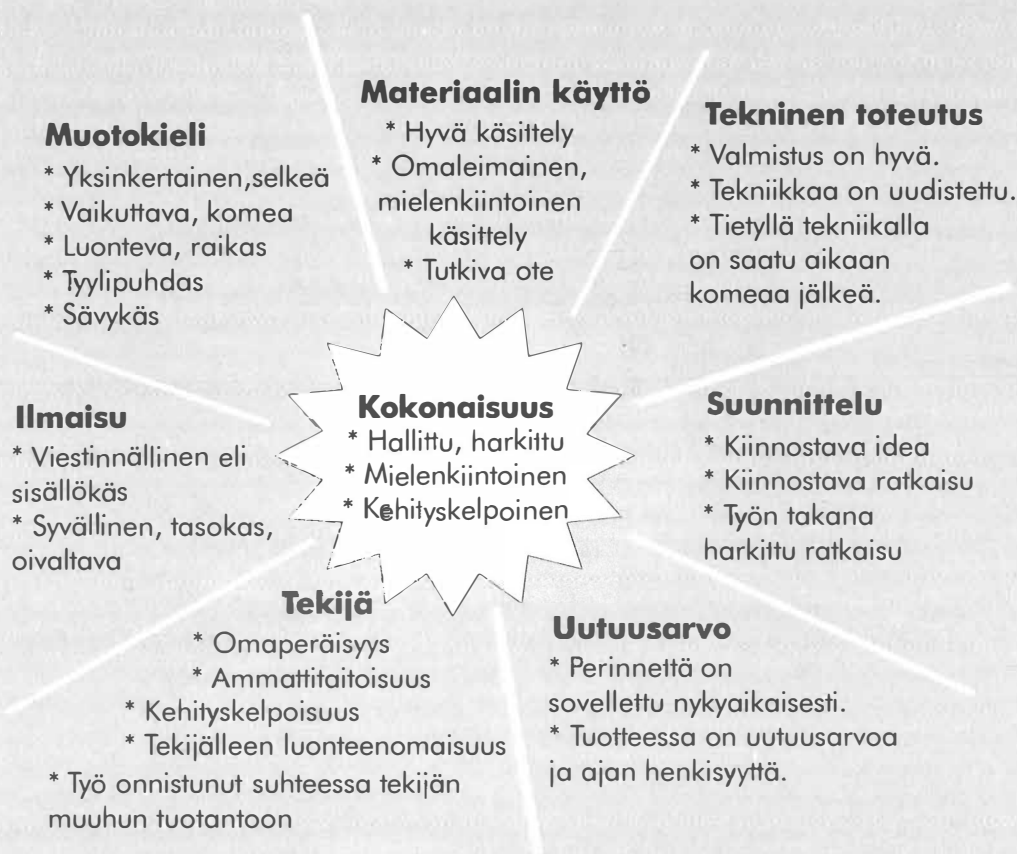 Materiaalin käyttö
* Hyvä käsittely
* Omaleimainen,
mielenkiintoinen
käsittely
* Tutkiva ote
Tekninen toteutus
* Valmistus on hyvä.
* Tekniikkaa on uudistettu.
* Tietyllä tekniikalla
on saatu aikaan
komeaa jälkeä.
Muotokieli
* Yksinkertainen,selkeä
* Vaikuttava, komea
* Luonteva, raikas
* Tyylipuhdas
* Sävykäs
Kokonaisuus
* Hallittu, harkittu
* Mielenkiintoinen
* Kehityskelpoinen
Suunnittelu
* Kiinnostava idea
* Kiinnostava ratkaisu
* Työn takana
harkittu ratkaisu
Ilmaisu
* Viestinnällinen eli
sisällökäs
* Syvällinen, tasokas,
oivaltava
Tekijä
* Omaperäisyys
* Ammattitaitoisuus
* Kehityskelpoisuus
* Tekijälleen luonteenomaisuus
* Työ onnistunut suhteessa tekijän
muuhun tuotantoon
Uutuusarvo
* Perinnettä on
sovellettu nykyaikaisesti.
* Tuotteessa on uutuusarvoa
ja ajan henkisyyttä.